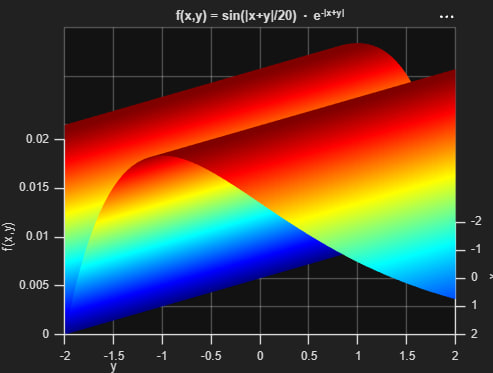 f(x,y) = sin(|x+y|/20) · e-|x+y|
...
0.02
0.015
0.01
0.005
0
f(x,y)
-2 -1.5 -1 -0.5 0 0.5 1 1.5 2
y
-2
-1
0
1
2
x